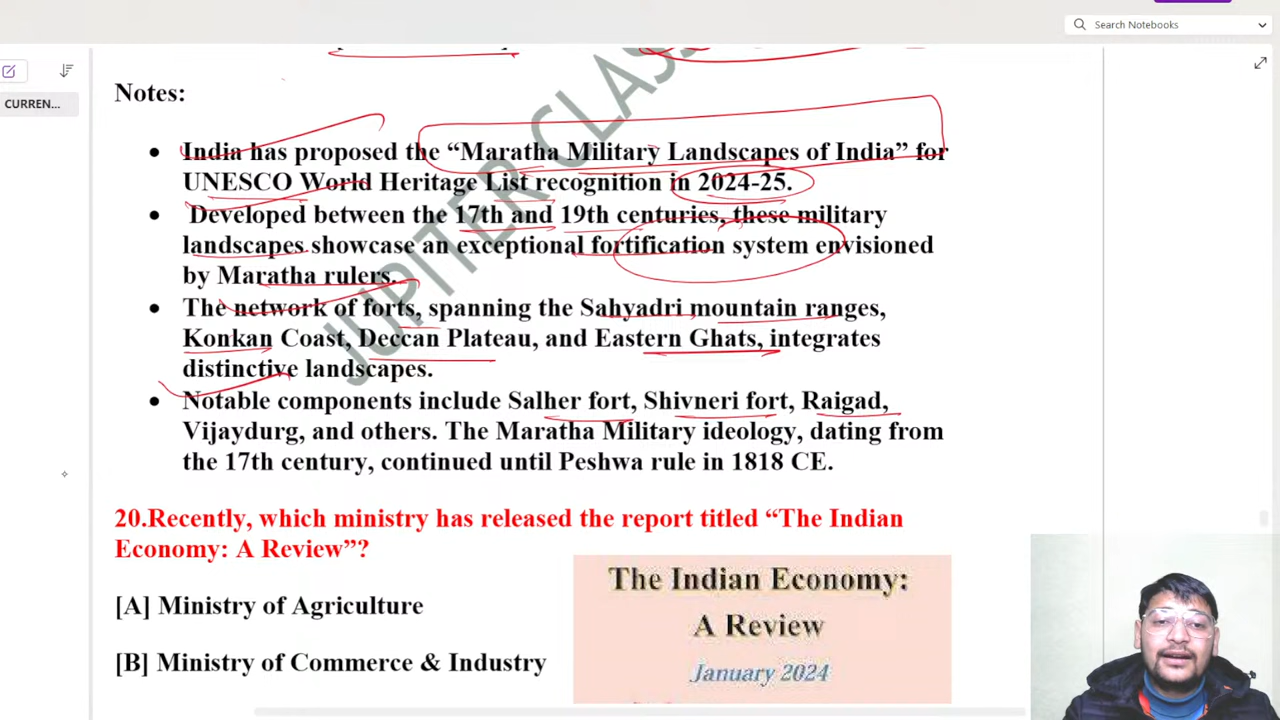 Search Notebooks
CURREN...
Notes:
• India has proposed the “Maratha Military Landscapes of India” for
UNESCO World Heritage List recognition in 2024-25.
• Developed between the 17th and 19th centuries, these military
landscapes showcase an exceptional fortification system envisioned
by Maratha rulers.
• The network of forts, spanning the Sahyadri mountain ranges,
Konkan Coast, Deccan Plateau, and Eastern Ghats, integrates
distinctive landscapes.
• Notable components include Salher fort, Shivneri fort, Raigad,
Vijaydurg, and others. The Maratha Military ideology, dating from
the 17th century, continued until Peshwa rule in 1818 CE.
JUPITER CLASS
20.Recently, which ministry has released the report titled “The Indian
Economy: A Review”?
[A] Ministry of Agriculture
[B] Ministry of Commerce & Industry
The Indian Economy:
A Review
January 2024